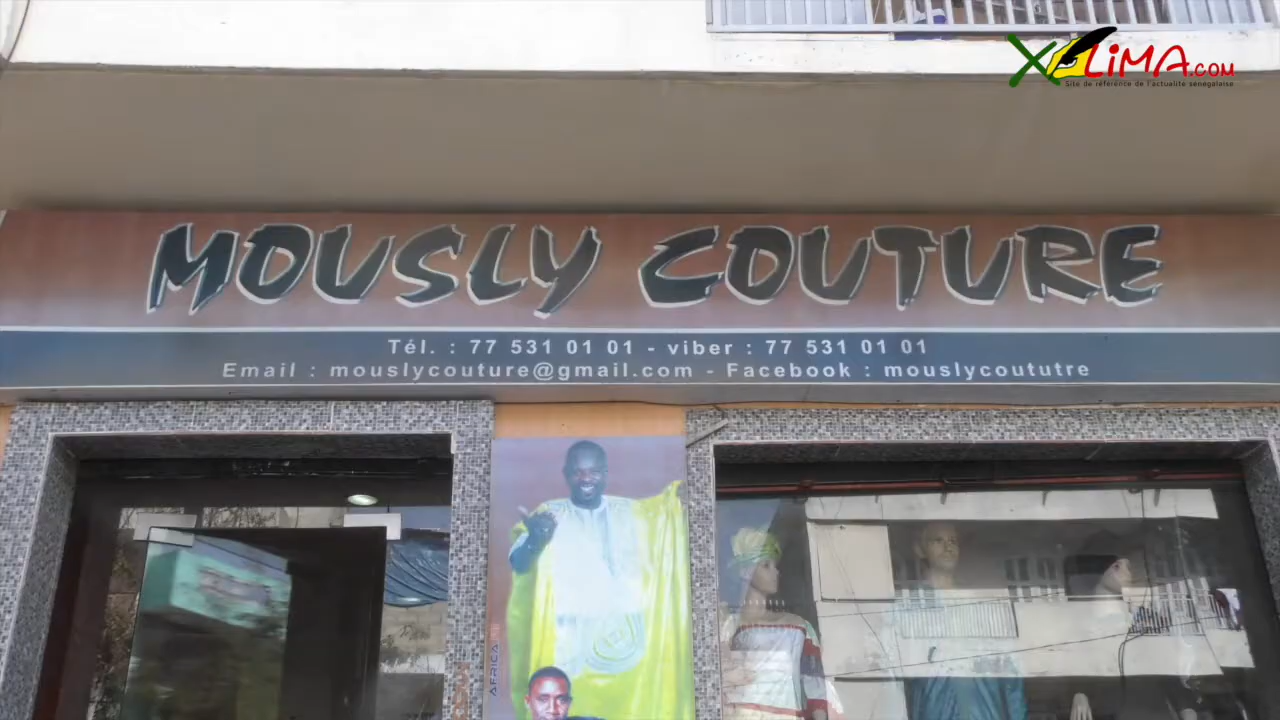 XALIMA.COM
Site de référence de l'actualité sénégalaise
MOUSLY COUTURE
Tél. : 77 531 01 01 - viber : 77 531 01 01
Email : mouslycouture@gmail.com - Facebook : mouslycoututre
AFRICA